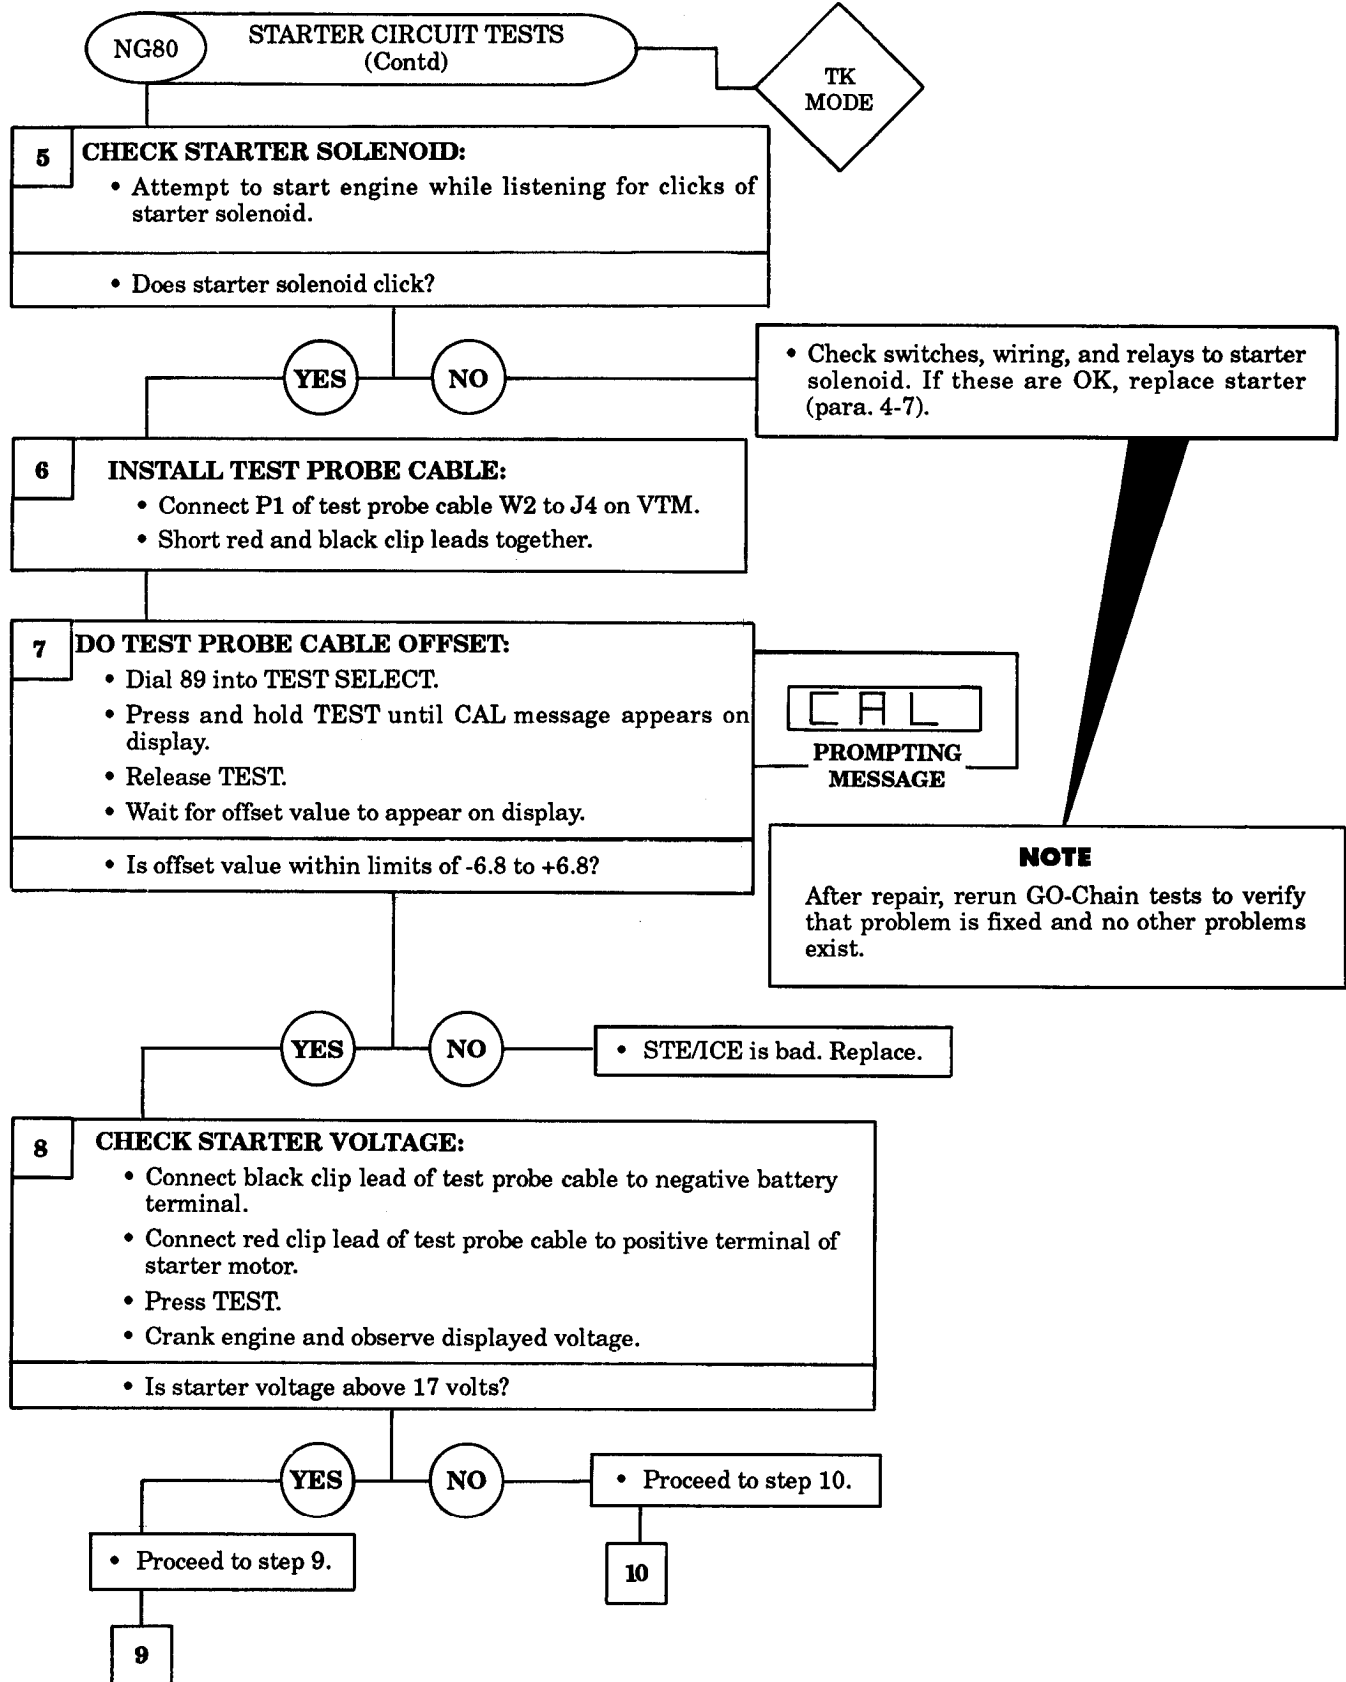 NG80
STARTER CIRCUIT TESTS
(Contd)
TK
MODE
5
CHECK STARTER SOLENOID:
• Attempt to start engine while listening for clicks of
starter solenoid.
• Does starter solenoid click?
YES
NO
• Check switches, wiring, and relays to starter
solenoid. If these are OK, replace starter
(para. 4-7).
6
INSTALL TEST PROBE CABLE:
• Connect P1 of test probe cable W2 to J4 on VTM.
• Short red and black clip leads together.
7
DO TEST PROBE CABLE OFFSET:
• Dial 89 into TEST SELECT.
• Press and hold TEST until CAL message appears on
display.
• Release TEST.
• Wait for offset value to appear on display.
• Is offset value within limits of -6.8 to +6.8?
CAL
PROMPTING
MESSAGE
NOTE
After repair, rerun GO-Chain tests to verify
that problem is fixed and no other problems
exist.
YES
NO
• STE/ICE is bad. Replace.
8
CHECK STARTER VOLTAGE:
• Connect black clip lead of test probe cable to negative battery
terminal.
• Connect red clip lead of test probe cable to positive terminal of
starter motor.
• Press TEST.
• Crank engine and observe displayed voltage.
• Is starter voltage above 17 volts?
YES
NO
• Proceed to step 10.
• Proceed to step 9.
10
9